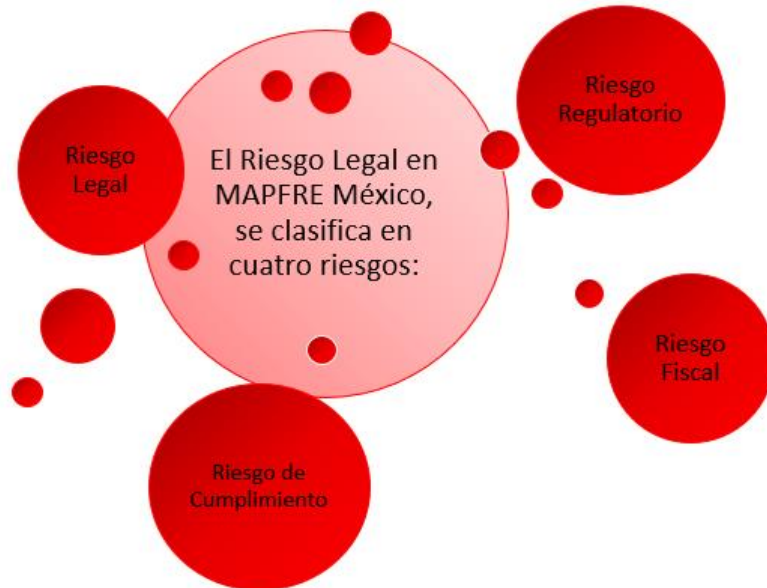 El Riesgo Legal en
MAPFRE México,
se clasifica en
cuatro riesgos:
Riesgo
Legal
Riesgo
Regulatorio
Riesgo
Fiscal
Riesgo de
Cumplimiento